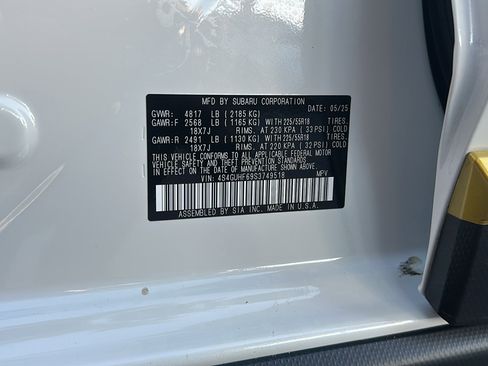 MFD BY SUBARU CORPORATION
DATE: 05/25
GVWR: 4817 LB (2185 KG)
GAWR:F 2568 LB (1165 KG) WITH 225/55R18 TIRES,
18X7J RIMS, AT 230 KPA (33 PSI) COLD
GAWR:R 2491 LB (1130 KG) WITH 225/55R18 TIRES,
18X7J RIMS, AT 220 KPA (32 PSI) COLD
THIS VEHICLE CONFORMS TO ALL APPLICABLE FEDERAL MOTOR
VEHICLE SAFETY AND THEFT PREVENTION STANDARDS IN
EFFECT ON THE DATE OF MANUFACTURE SHOWN ABOVE.
VIN: 4S4GUHF69S3749518 MPV
ASSEMBLED BY SIA INC. MADE IN U.S.A.